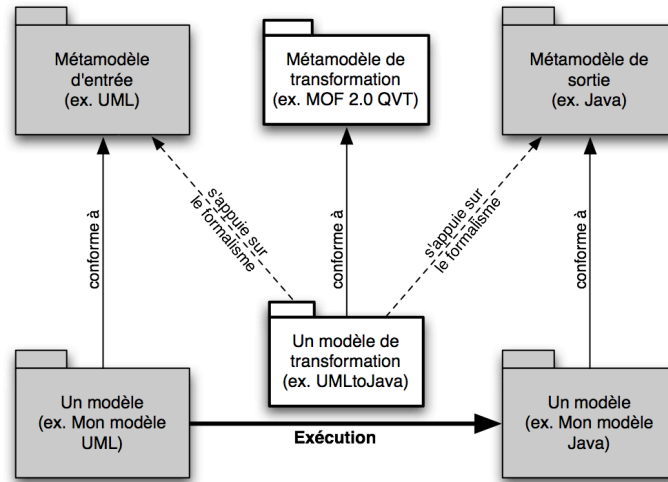 Métamodèle
d'entrée
(ex. UML)
Métamodèle de
transformation
(ex. MOF 2.0 QVT)
Métamodèle de
sortie
(ex. Java)
conforme à
s'appuie sur
le formalisme
conforme à
s'appuie sur
le formalisme
conforme à
Un modèle
(ex. Mon modèle
UML)
Un modèle de
transformation
(ex. UMLtoJava)
Un modèle
(ex. Mon modèle
Java)
Exécution